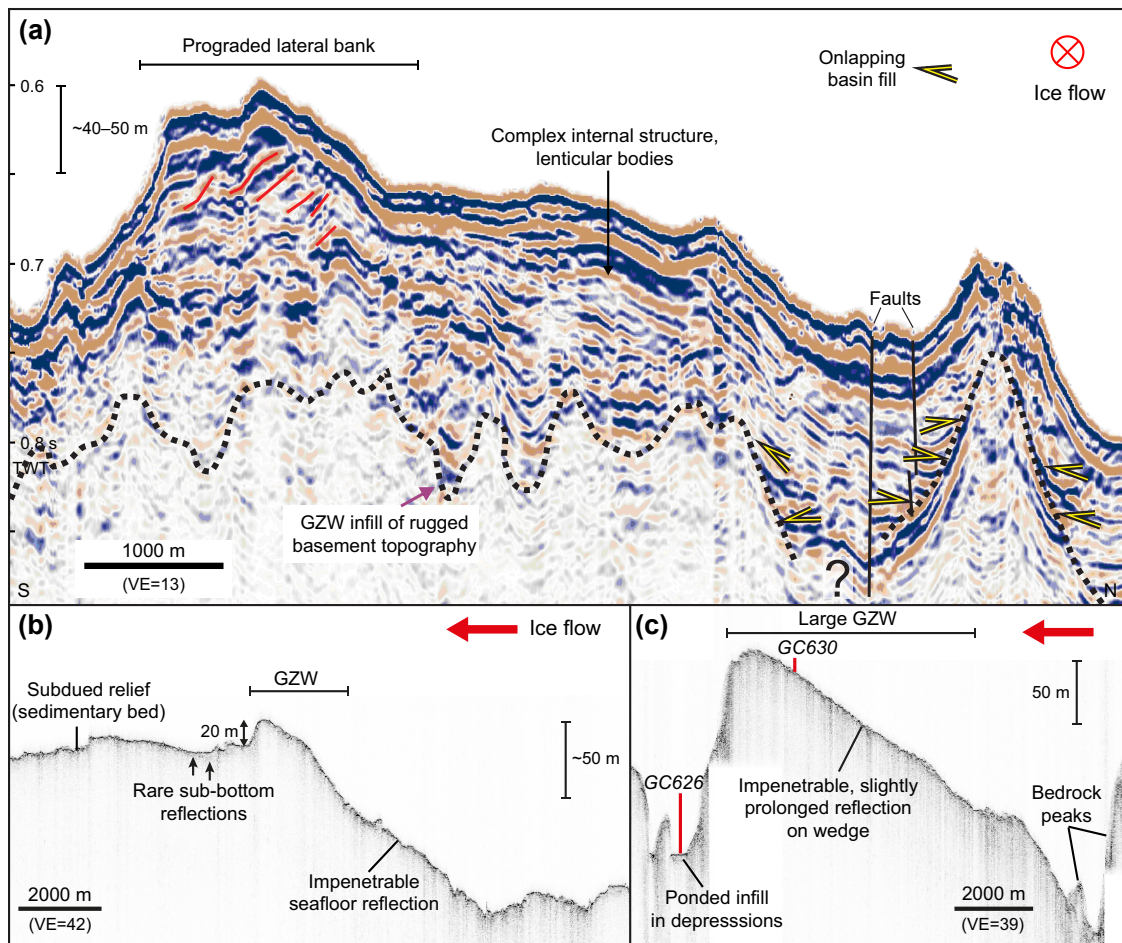 (a)
Prograded lateral bank
Onlapping
basin fill
Ice flow
0.6
~40–50 m
Complex internal structure,
lenticular bodies
0.7
Faults
0.8 s
TWT
GZW infill of rugged
basement topography
1000 m
(VE=13)
?
S
N
(b)
Ice flow
GZW
Subdued relief
(sedimentary bed)
20 m
~50 m
Rare sub-bottom
reflections
Impenetrable
seafloor reflection
2000 m
(VE=42)
(c)
Large GZW
GC630
50 m
GC626
Impenetrable, slightly
prolonged reflection
on wedge
Bedrock
peaks
Ponded infill
in depresssions
2000 m
(VE=39)